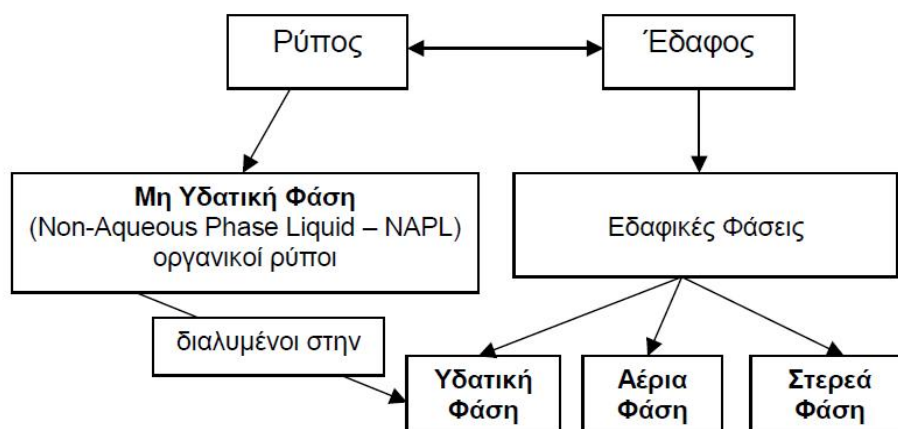 Ρύπος
Έδαφος
Μη Υδατική Φάση
(Non-Aqueous Phase Liquid – NAPL)
οργανικοί ρύποι
Εδαφικές Φάσεις
διαλυμένοι στην
Υδατική
Φάση
Αέρια
Φάση
Στερεά
Φάση